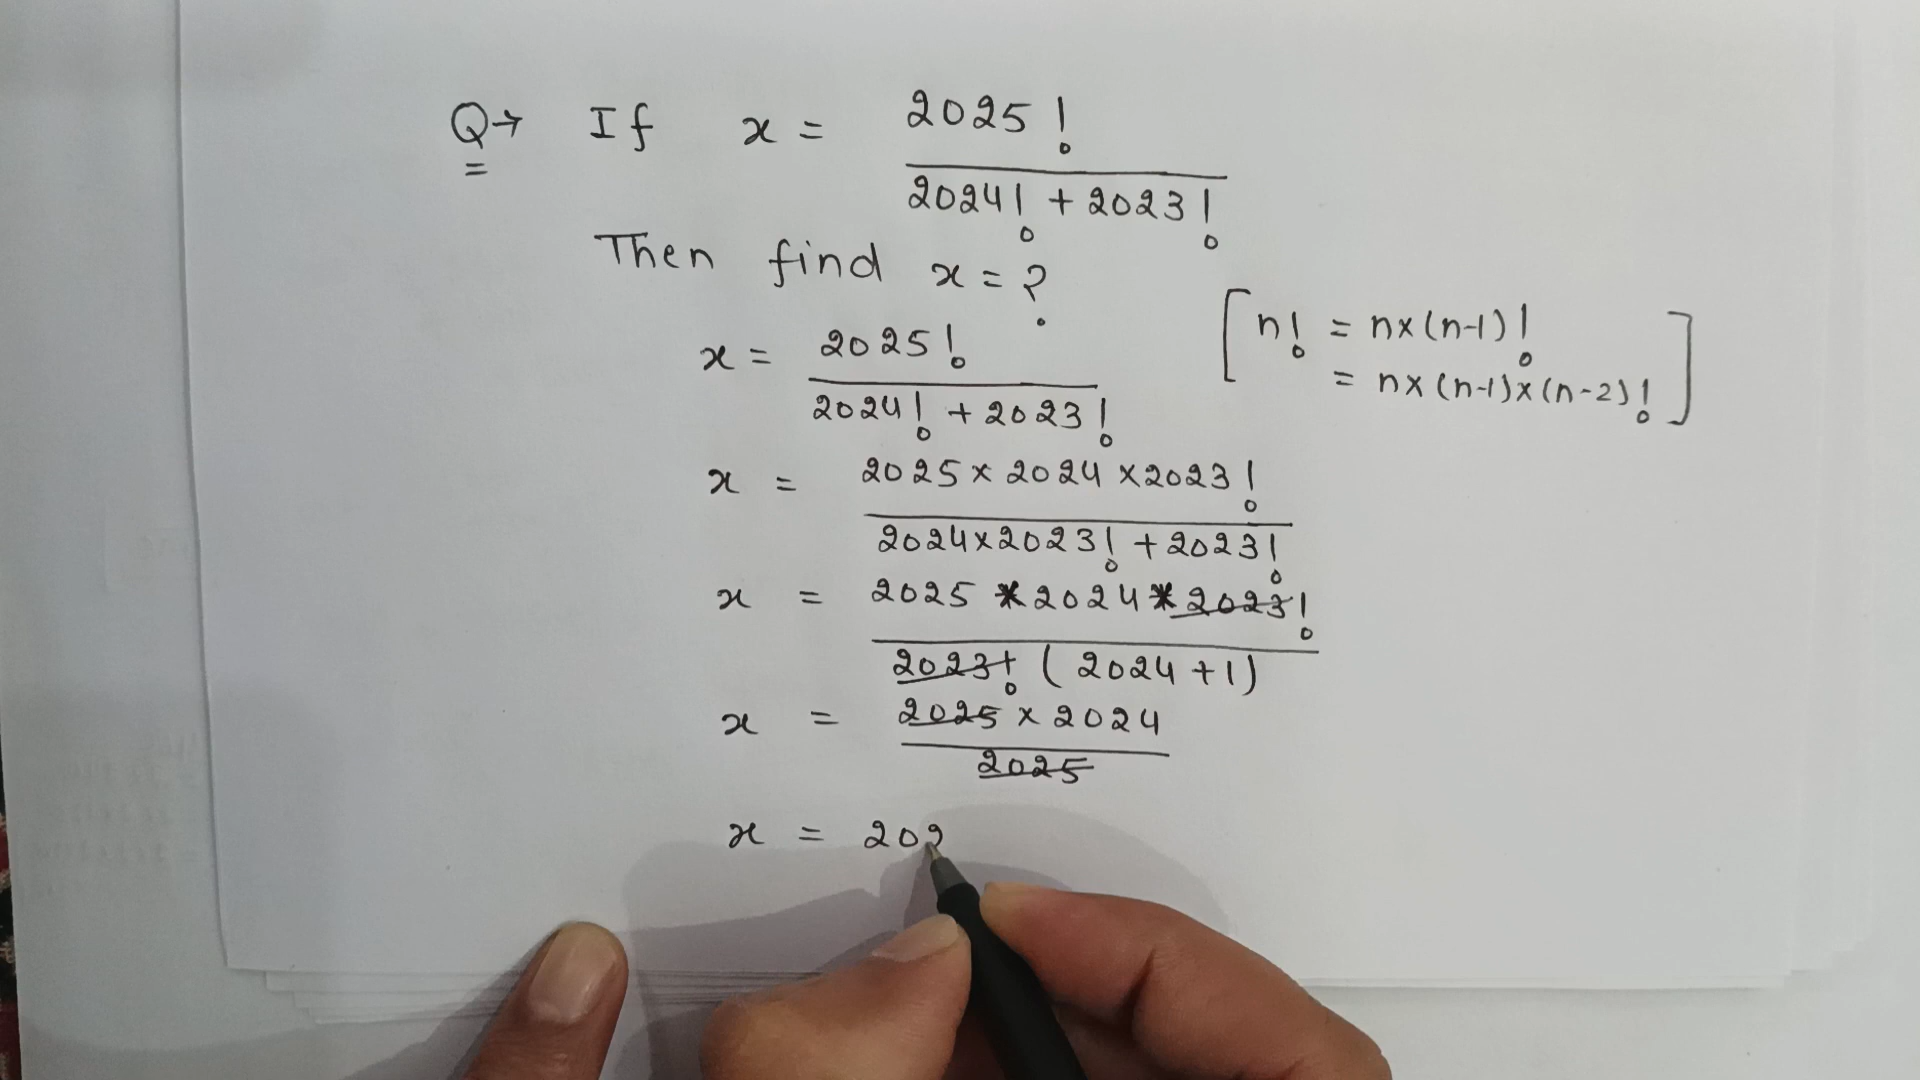 Q→ If x = 2025!
2024! + 2023!
Then find x = ?
[n! = n×(n-1)!
= n×(n-1)×(n-2)!]
x = 2025!
2024! + 2023!
x = 2025 × 2024 × 2023!
2024×2023! + 2023!
x = 2025 * 2024 * 2023!
2023! (2024 + 1)
x = 2025 × 2024
2025
x = 202